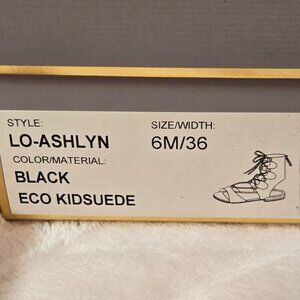 STYLE: SIZE/WIDTH:
LO-ASHLYN 6M/36
COLOR/MATERIAL:
BLACK
ECO KIDSUEDE